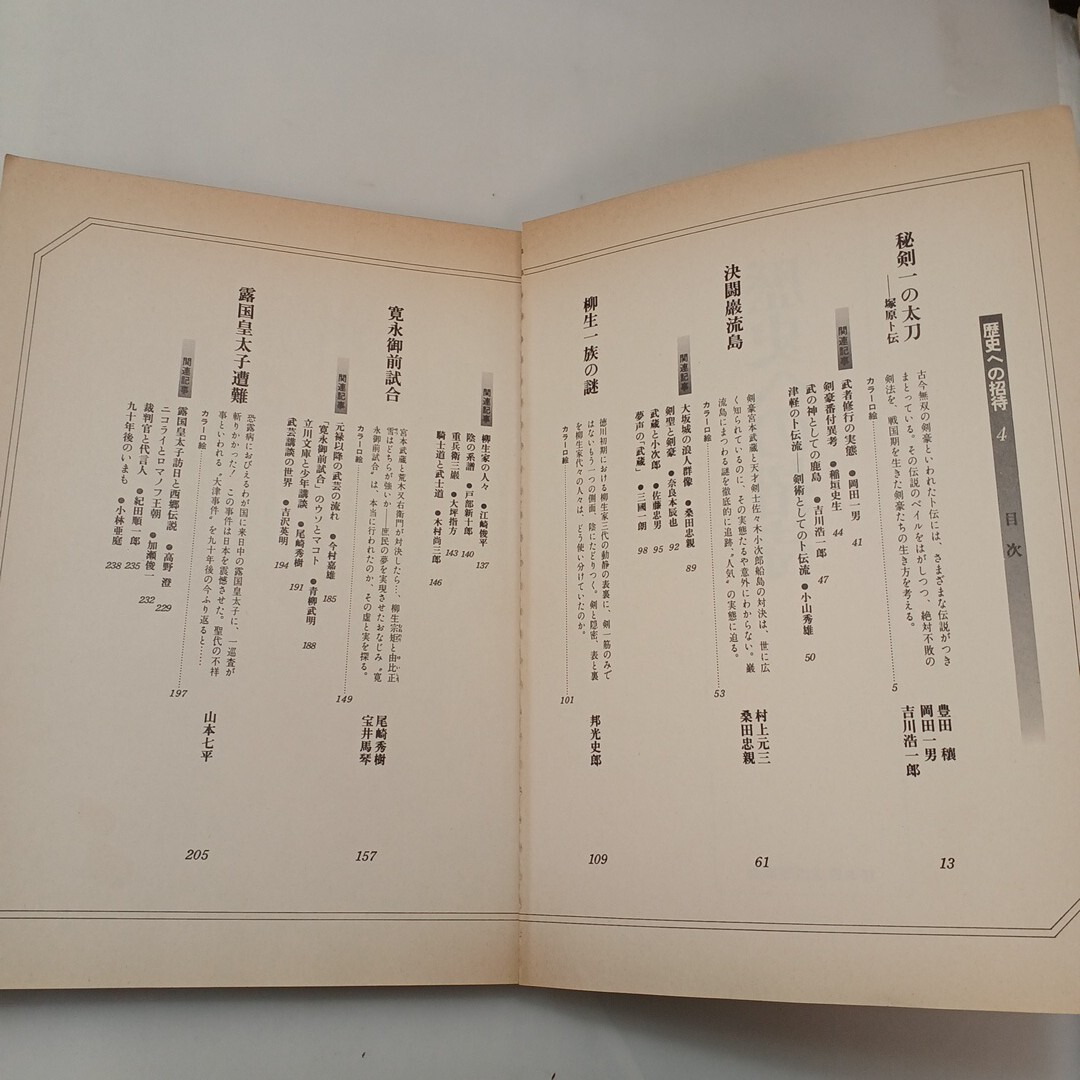 歴史への招待 4
目次
秘剣一の太刀
――塚原卜伝
古今無双の剣豪といわれた卜伝は、さまざまな伝説がつき
まとっている。その伝説のベイルをはがしつつ、絶対不敗の
剣法を、戦国期を生きた剣豪たちの生き方を考える。
カラー口絵 5
豊田 穣
岡田一男
吉川浩一郎
13
関連記事
武者修行の実態 ●岡田一男 41
剣豪番付異考 ●稲垣史生 44
武の神としての鹿島 ●吉川浩一郎 47
津軽の卜伝流――剣術としての卜伝流 ●小山秀雄 50
決闘巌流島
剣豪宮本武蔵と天才剣士佐々木小次郎船島の対決は、世に広
く知られているのに、その実態たるや意外にわからない。巌
流島にまつわる謎を徹底的に追跡、“人気”の実態に迫る。
カラー口絵 53
村上元三
桑田忠親
61
関連記事
大坂城の浪人群像 ●桑田忠親 89
剣聖と剣豪 ●奈良本辰也 92
武蔵と小次郎 ●佐藤忠男 95
夢声の「武蔵」 ●三國一朗 98
柳生一族の謎
徳川初期における柳生家三代の動静の表裏に、剣一筋のみで
はないもう一つの側面、陰にたどりつく。剣と隠密、表と裏
を柳生家代々の人々は、どう使い分けていたのか。
カラー口絵 101
邦光史郎
109
関連記事
柳生家の人々 ●江崎俊平 137
陰の系譜 ●戸部新十郎 140
重兵衛三巌 ●大坪指方 143
騎士道と武士道 ●木村尚三郎 146
寛永御前試合
宮本武蔵と荒木又右衛門が対決したら…、柳生宗矩と由比正
雪はどちらが強いか――庶民の夢を実現させたおなじみ“寛
永御前試合”は、本当に行われたのか、その虚と実を探る。
カラー口絵 149
尾崎秀樹
宝井馬琴
157
関連記事
元禄以降の武芸の流れ ●今村嘉雄 185
「寛永御前試合」のウソとマコト ●青柳武明 188
立川文庫と少年講談 ●尾崎秀樹 191
武芸講談の世界 ●吉沢英明 194
露国皇太子遭難
恐露病におびえるわが国に来日中の露国皇太子に、一巡査が
斬りかかった！ この事件は日本を震憾させた。聖代の不祥
事といわれる“大津事件”を九十年後の今ふり返ると……
カラー口絵 197
山本七平
205
関連記事
露国皇太子訪日と西郷伝説 ●高野 澄 229
ニコライとロマノフ王朝 ●加瀬俊一 232
裁判官と代言人 ●紀田順一郎 235
九十年後のいまも ●小林亜庭 238